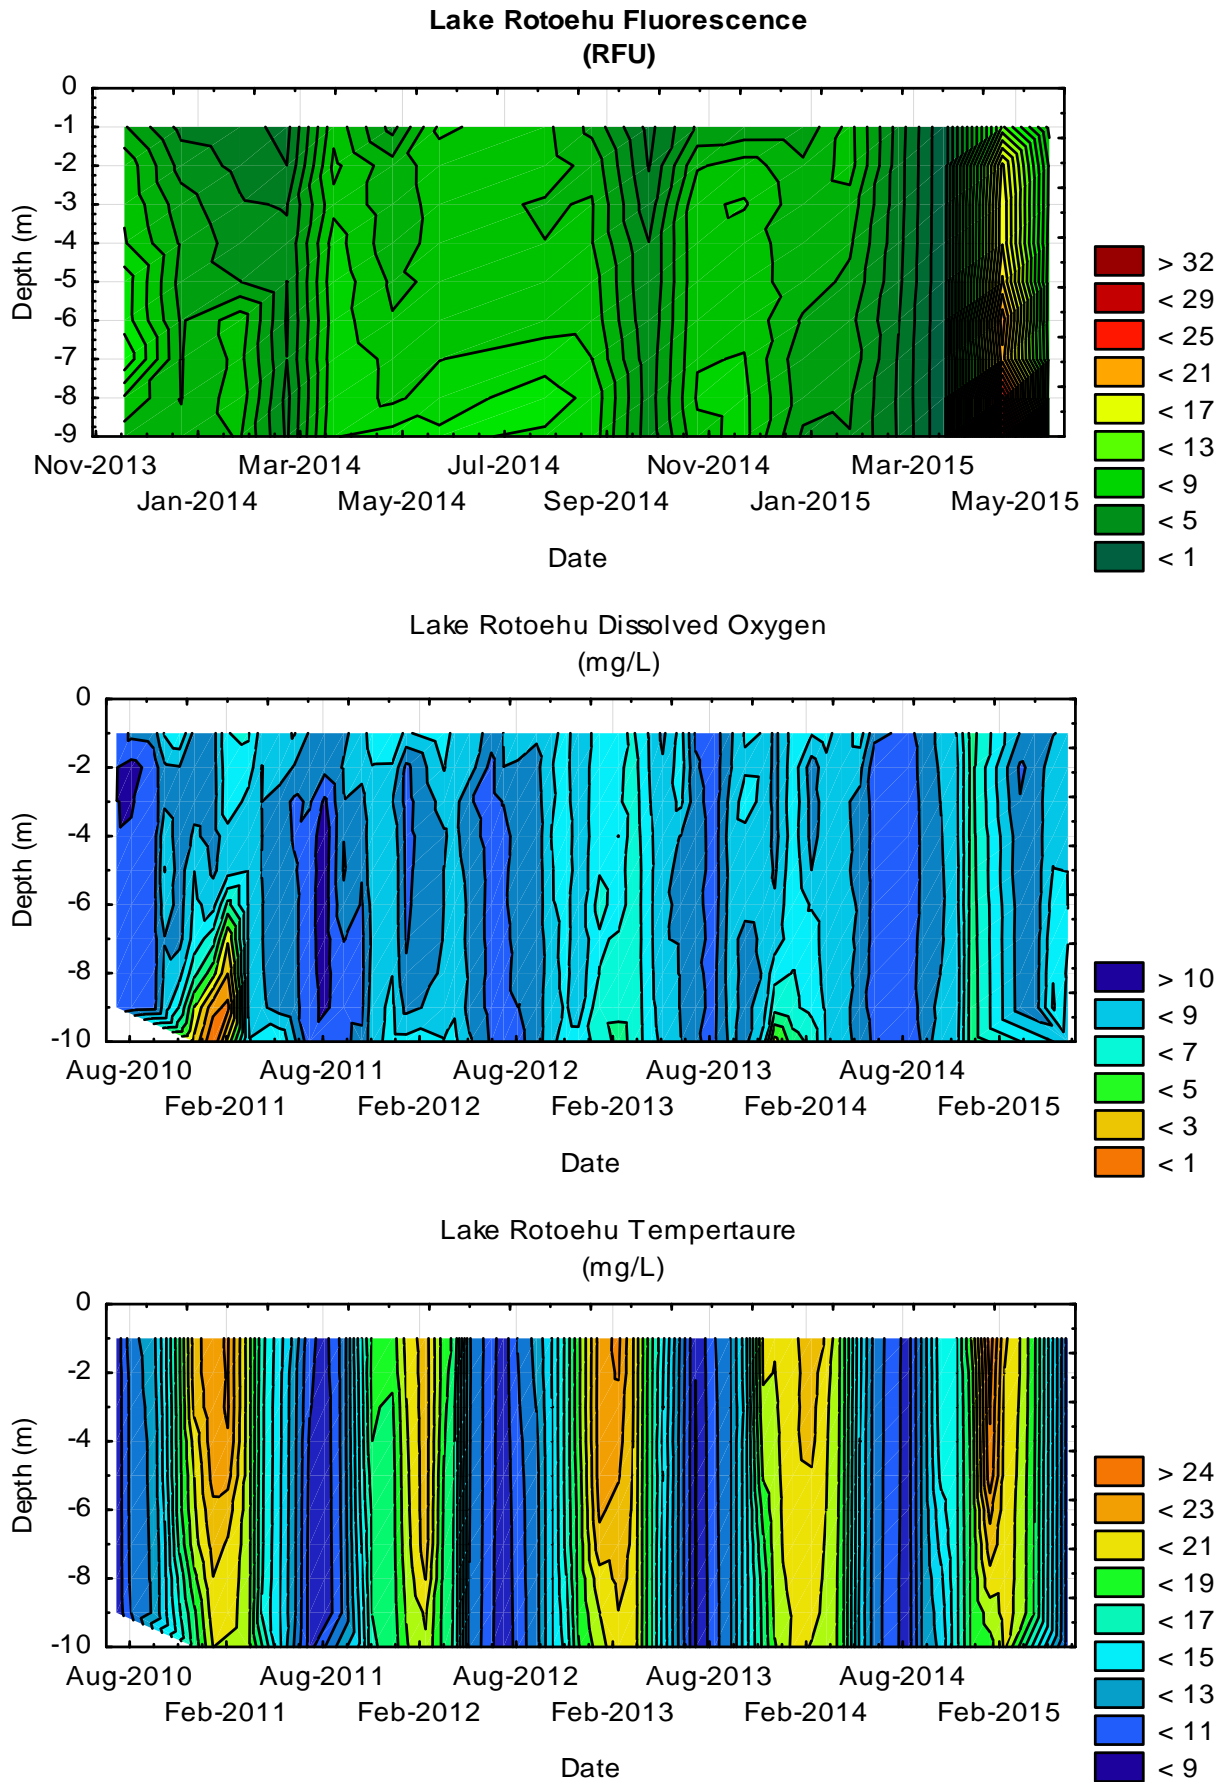 Lake Rotoehu Fluorescence
(RFU)
0
-1
-2
-3
-4
-5
-6
-7
-8
-9
Depth (m)
Nov-2013 Mar-2014 Jul-2014 Nov-2014 Mar-2015
Jan-2014 May-2014 Sep-2014 Jan-2015 May-2015
Date
> 32
< 29
< 25
< 21
< 17
< 13
< 9
< 5
< 1
Lake Rotoehu Dissolved Oxygen
(mg/L)
0
-2
-4
-6
-8
-10
Depth (m)
Aug-2010 Aug-2011 Aug-2012 Aug-2013 Aug-2014
Feb-2011 Feb-2012 Feb-2013 Feb-2014 Feb-2015
Date
> 10
< 9
< 7
< 5
< 3
< 1
Lake Rotoehu Tempertaure
(mg/L)
0
-2
-4
-6
-8
-10
Depth (m)
Aug-2010 Aug-2011 Aug-2012 Aug-2013 Aug-2014
Feb-2011 Feb-2012 Feb-2013 Feb-2014 Feb-2015
Date
> 24
< 23
< 21
< 19
< 17
< 15
< 13
< 11
< 9